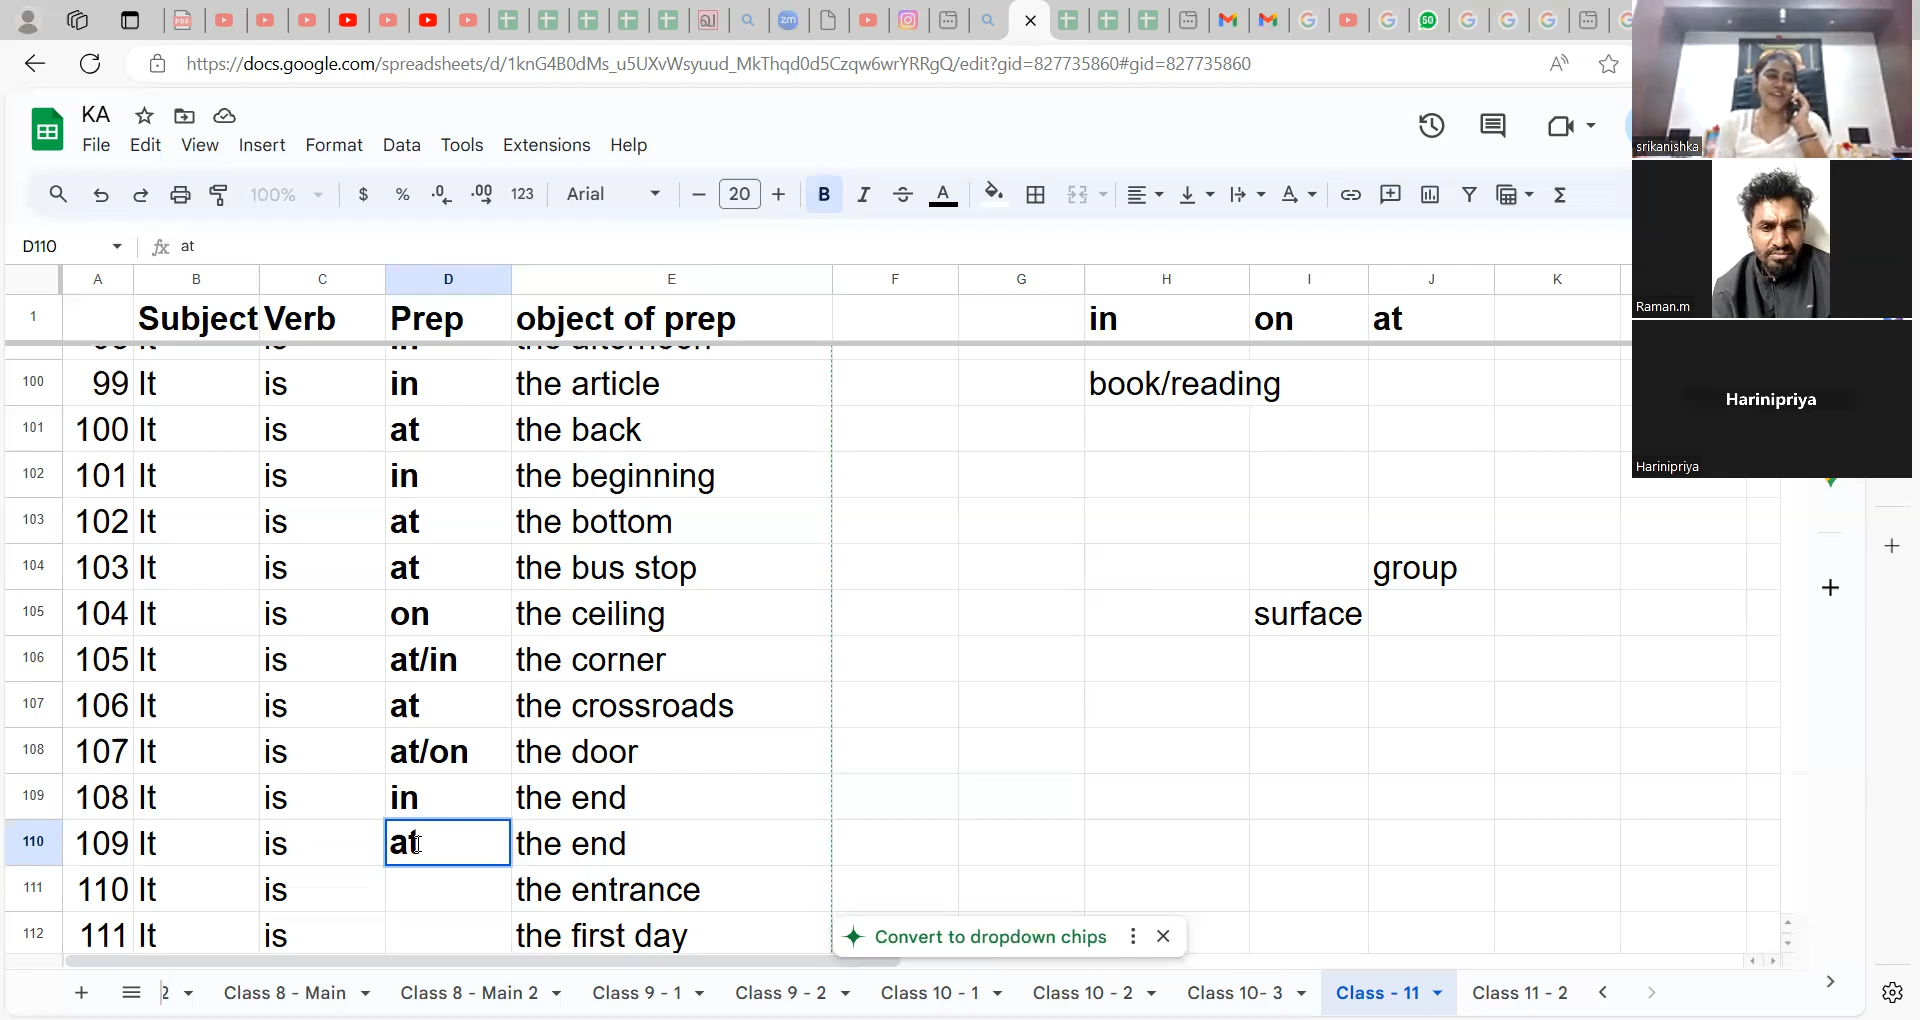 https://docs.google.com/spreadsheets/d/1knG4B0dMs_u5UXvWsyuud_MkThqd0d5Czqw6wrYRRgQ/edit?gid=827735860#gid=827735860
KA
File Edit View Insert Format Data Tools Extensions Help
100% $ % .0 .00 123 Arial 20 B I A
D110 fx at
A B C D E F G H I J K
1 Subject Verb Prep object of prep in on at
100 99 It is in the article book/reading
101 100 It is at the back
102 101 It is in the beginning
103 102 It is at the bottom
104 103 It is at the bus stop group
105 104 It is on the ceiling surface
106 105 It is at/in the corner
107 106 It is at the crossroads
108 107 It is at/on the door
109 108 It is in the end
110 109 It is at the end
111 110 It is the entrance
112 111 It is the first day
Convert to dropdown chips
2 Class 8 - Main Class 8 - Main 2 Class 9 - 1 Class 9 - 2 Class 10 - 1 Class 10 - 2 Class 10- 3 Class - 11 Class 11 - 2
srikanishka
Raman.m
Harinipriya
Harinipriya